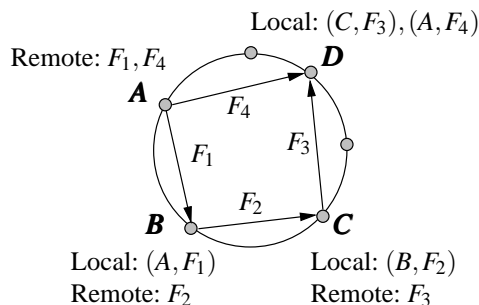 Local: (C, F₃), (A, F₄)
Remote: F₁, F₄
D
A
F₄
F₁
F₃
F₂
B
C
Local: (A, F₁)
Remote: F₂
Local: (B, F₂)
Remote: F₃